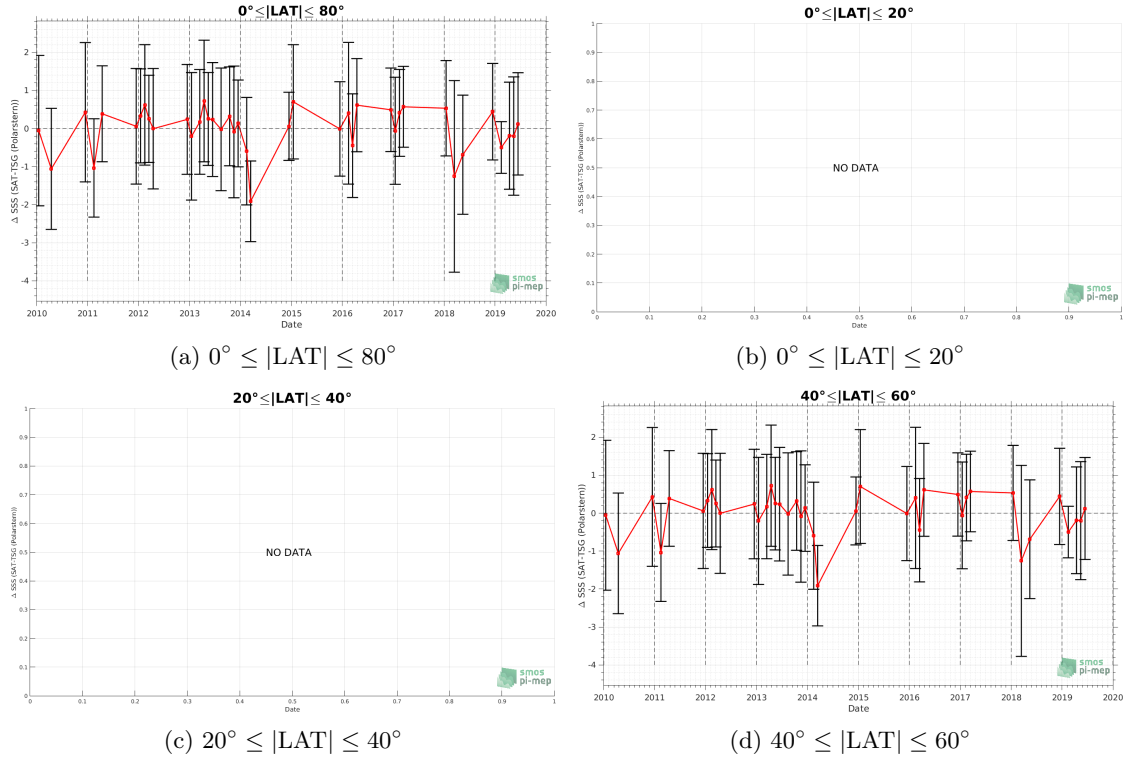 0°≤|LAT|≤ 80°
Δ SSS (SAT-TSG (Polarstern))
2
1
0
-1
-2
-3
-4
2010 2011 2012 2013 2014 2015 2016 2017 2018 2019 2020
Date
smos
pi-mep
(a) 0° ≤ |LAT| ≤ 80°
0°≤|LAT|≤ 20°
Δ SSS (SAT-TSG (Polarstern))
1
0.9
0.8
0.7
0.6
0.5
0.4
0.3
0.2
0.1
0
NO DATA
0 0.1 0.2 0.3 0.4 0.5 0.6 0.7 0.8 0.9 1
Date
smos
pi-mep
(b) 0° ≤ |LAT| ≤ 20°
20°≤|LAT|≤ 40°
Δ SSS (SAT-TSG (Polarstern))
1
0.9
0.8
0.7
0.6
0.5
0.4
0.3
0.2
0.1
0
NO DATA
0 0.1 0.2 0.3 0.4 0.5 0.6 0.7 0.8 0.9 1
Date
smos
pi-mep
(c) 20° ≤ |LAT| ≤ 40°
40°≤|LAT|≤ 60°
Δ SSS (SAT-TSG (Polarstern))
2
1
0
-1
-2
-3
-4
2010 2011 2012 2013 2014 2015 2016 2017 2018 2019 2020
Date
smos
pi-mep
(d) 40° ≤ |LAT| ≤ 60°